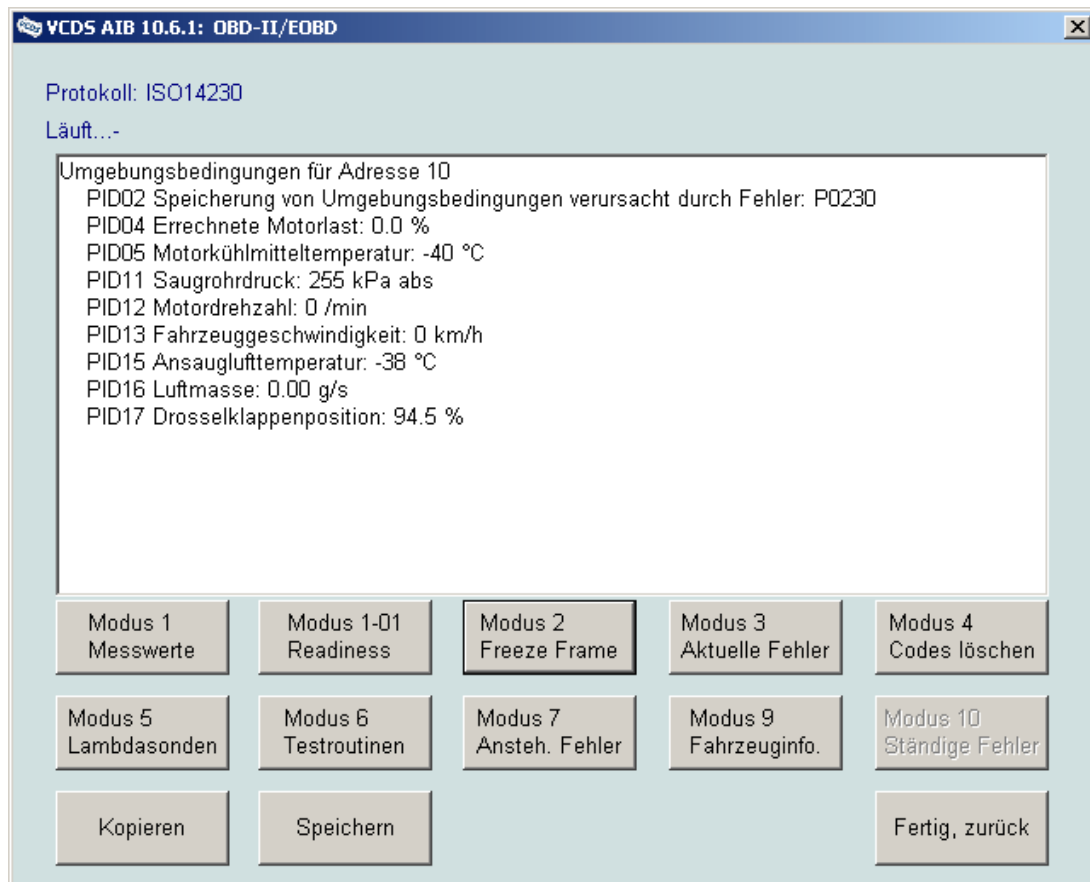 VCDS AIB 10.6.1: OBD-II/EOBD
Protokoll: ISO14230
Läuft...-
Umgebungsbedingungen für Adresse 10
PID02 Speicherung von Umgebungsbedingungen verursacht durch Fehler: P0230
PID04 Errechnete Motorlast: 0.0 %
PID05 Motorkühlmitteltemperatur: -40 °C
PID11 Saugrohrdruck: 255 kPa abs
PID12 Motordrehzahl: 0 /min
PID13 Fahrzeuggeschwindigkeit: 0 km/h
PID15 Ansauglufttemperatur: -38 °C
PID16 Luftmasse: 0.00 g/s
PID17 Drosselklappenposition: 94.5 %
Modus 1
Messwerte
Modus 1-01
Readiness
Modus 2
Freeze Frame
Modus 3
Aktuelle Fehler
Modus 4
Codes löschen
Modus 5
Lambdasonden
Modus 6
Testroutinen
Modus 7
Ansteh. Fehler
Modus 9
Fahrzeuginfo.
Modus 10
Ständige Fehler
Kopieren
Speichern
Fertig, zurück